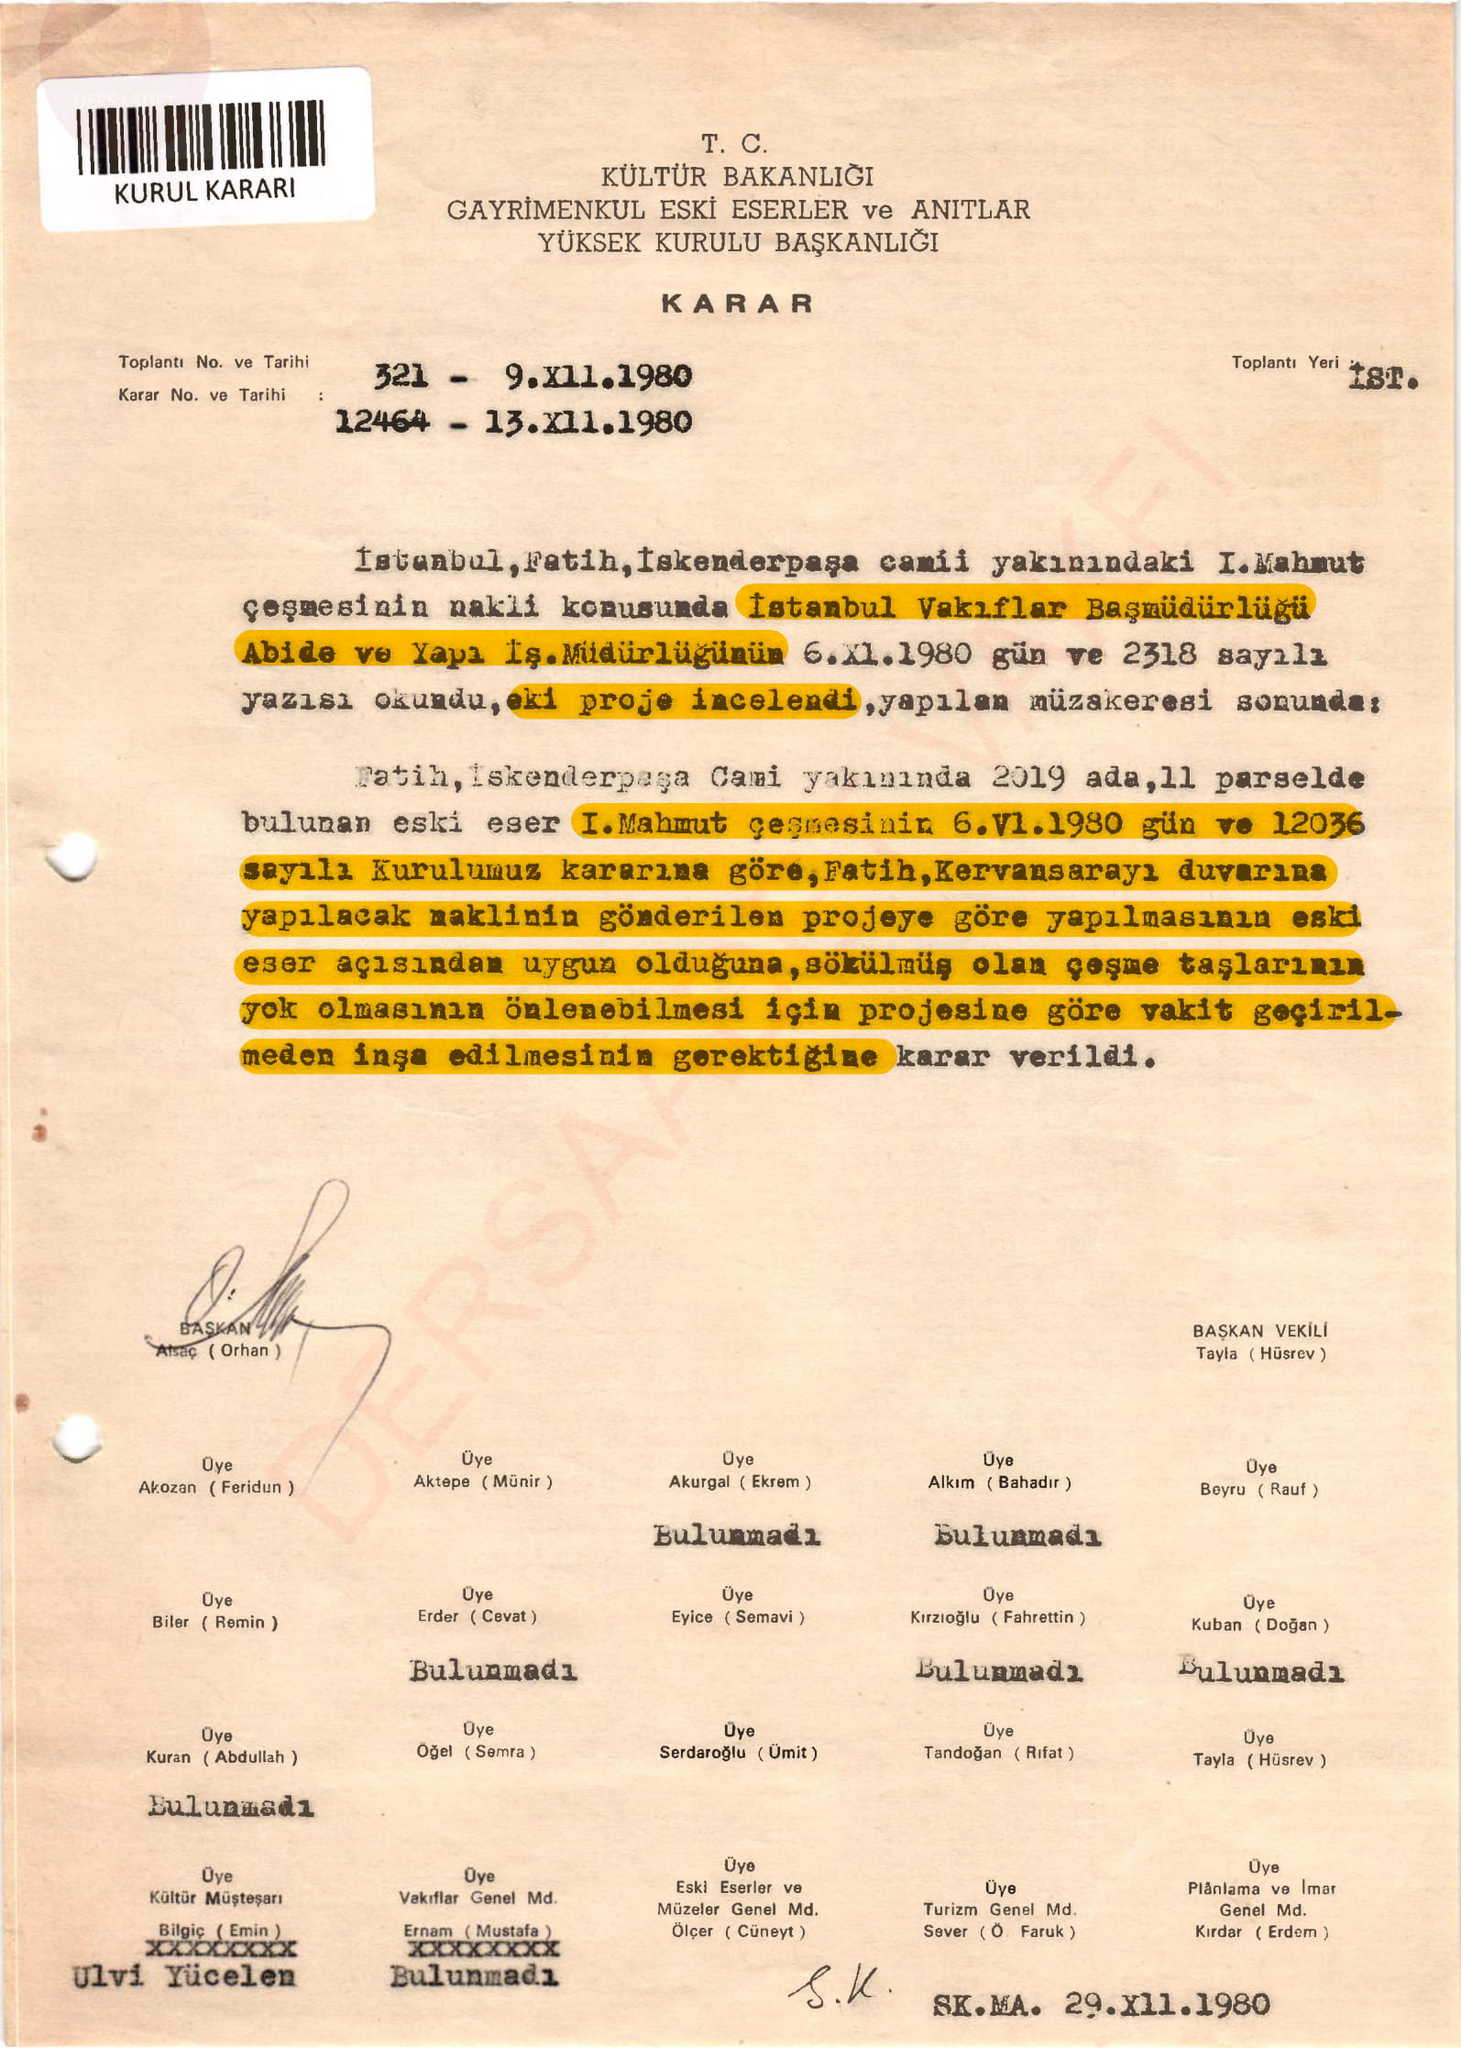 KURUL KARARI
T. C.
KÜLTÜR BAKANLIĞI
GAYRİMENKUL ESKİ ESERLER ve ANITLAR
YÜKSEK KURULU BAŞKANLIĞI
KARAR
Toplantı No. ve Tarihi 321 - 9.X11.1980 Toplantı Yeri : İST.
Karar No. ve Tarihi : 12464 - 13.X11.1980
İstanbul,Fatih,İskenderpaşa camii yakınındaki I.Mahmut
çeşmesinin nakli konusunda İstanbul Vakıflar Başmüdürlüğü
Abide ve Yapı İş.Müdürlüğünün 6.X1.1980 gün ve 2318 sayılı
yazısı okundu,eki proje incelendi,yapılan müzakeresi sonunda:
Fatih,İskenderpaşa Cami yakınında 2019 ada,11 parselde
bulunan eski eser I.Mahmut çeşmesinin 6.V1.1980 gün ve 12036
sayılı Kurulumuz kararına göre,Fatih,Kervansarayı duvarına
yapılacak naklinin gönderilen projeye göre yapılmasının eski
eser açısından uygun olduğuna,sökülmüş olan çeşme taşlarının
yok olmasının önlenebilmesi için projesine göre vakit geçiril-
meden inşa edilmesinin gerektiğine karar verildi.
DERSAA VAKFI
BAŞKAN BAŞKAN VEKİLİ
Alsaç ( Orhan ) Tayla ( Hüsrev )
Üye Üye Üye Üye Üye
Akozan ( Feridun ) Aktepe ( Münir ) Akurgal ( Ekrem ) Alkım ( Bahadır ) Beyru ( Rauf )
Bulunmadı Bulunmadı
Üye Üye Üye Üye Üye
Biler ( Remin ) Erder ( Cevat ) Eyice ( Semavi ) Kırzıoğlu ( Fahrettin ) Kuban ( Doğan )
Bulunmadı Bulunmadı Bulunmadı
Üye Üye Üye Üye Üye
Kuran ( Abdullah ) Öğel ( Semra ) Serdaroğlu ( Ümit ) Tandoğan ( Rıfat ) Tayla ( Hüsrev )
Bulunmadı
Üye Üye Üye Üye Üye
Kültür Müşteşarı Vakıflar Genel Md. Eski Eserler ve Turizm Genel Md. Plânlama ve İmar
Bilgiç ( Emin ) Ernam ( Mustafa ) Müzeler Genel Md. Sever ( Ö. Faruk ) Genel Md.
XXXXXXXX XXXXXXXX Ölçer ( Cüneyt ) Kırdar ( Erdem )
Ulvi Yücelen Bulunmadı
S.K. SK.MA. 29.X11.1980